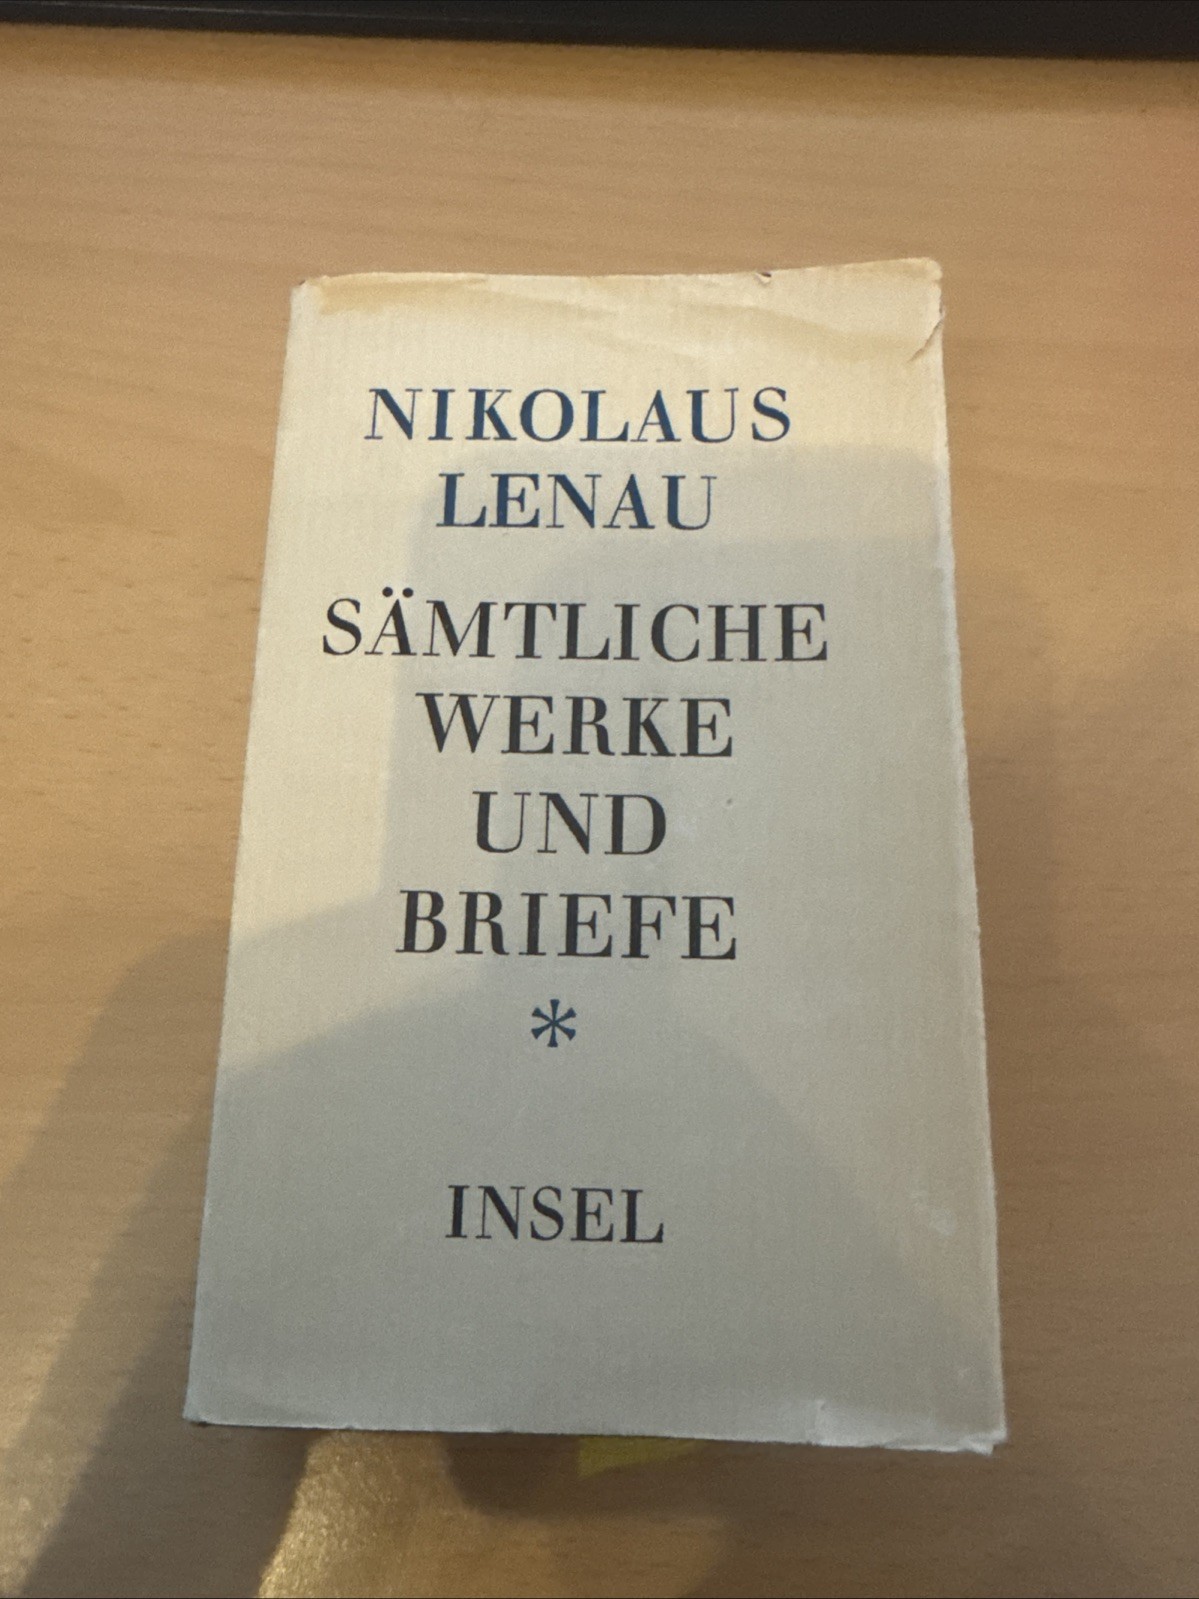 NIKOLAUS
LENAU
SÄMTLICHE
WERKE
UND
BRIEFE
*
INSEL